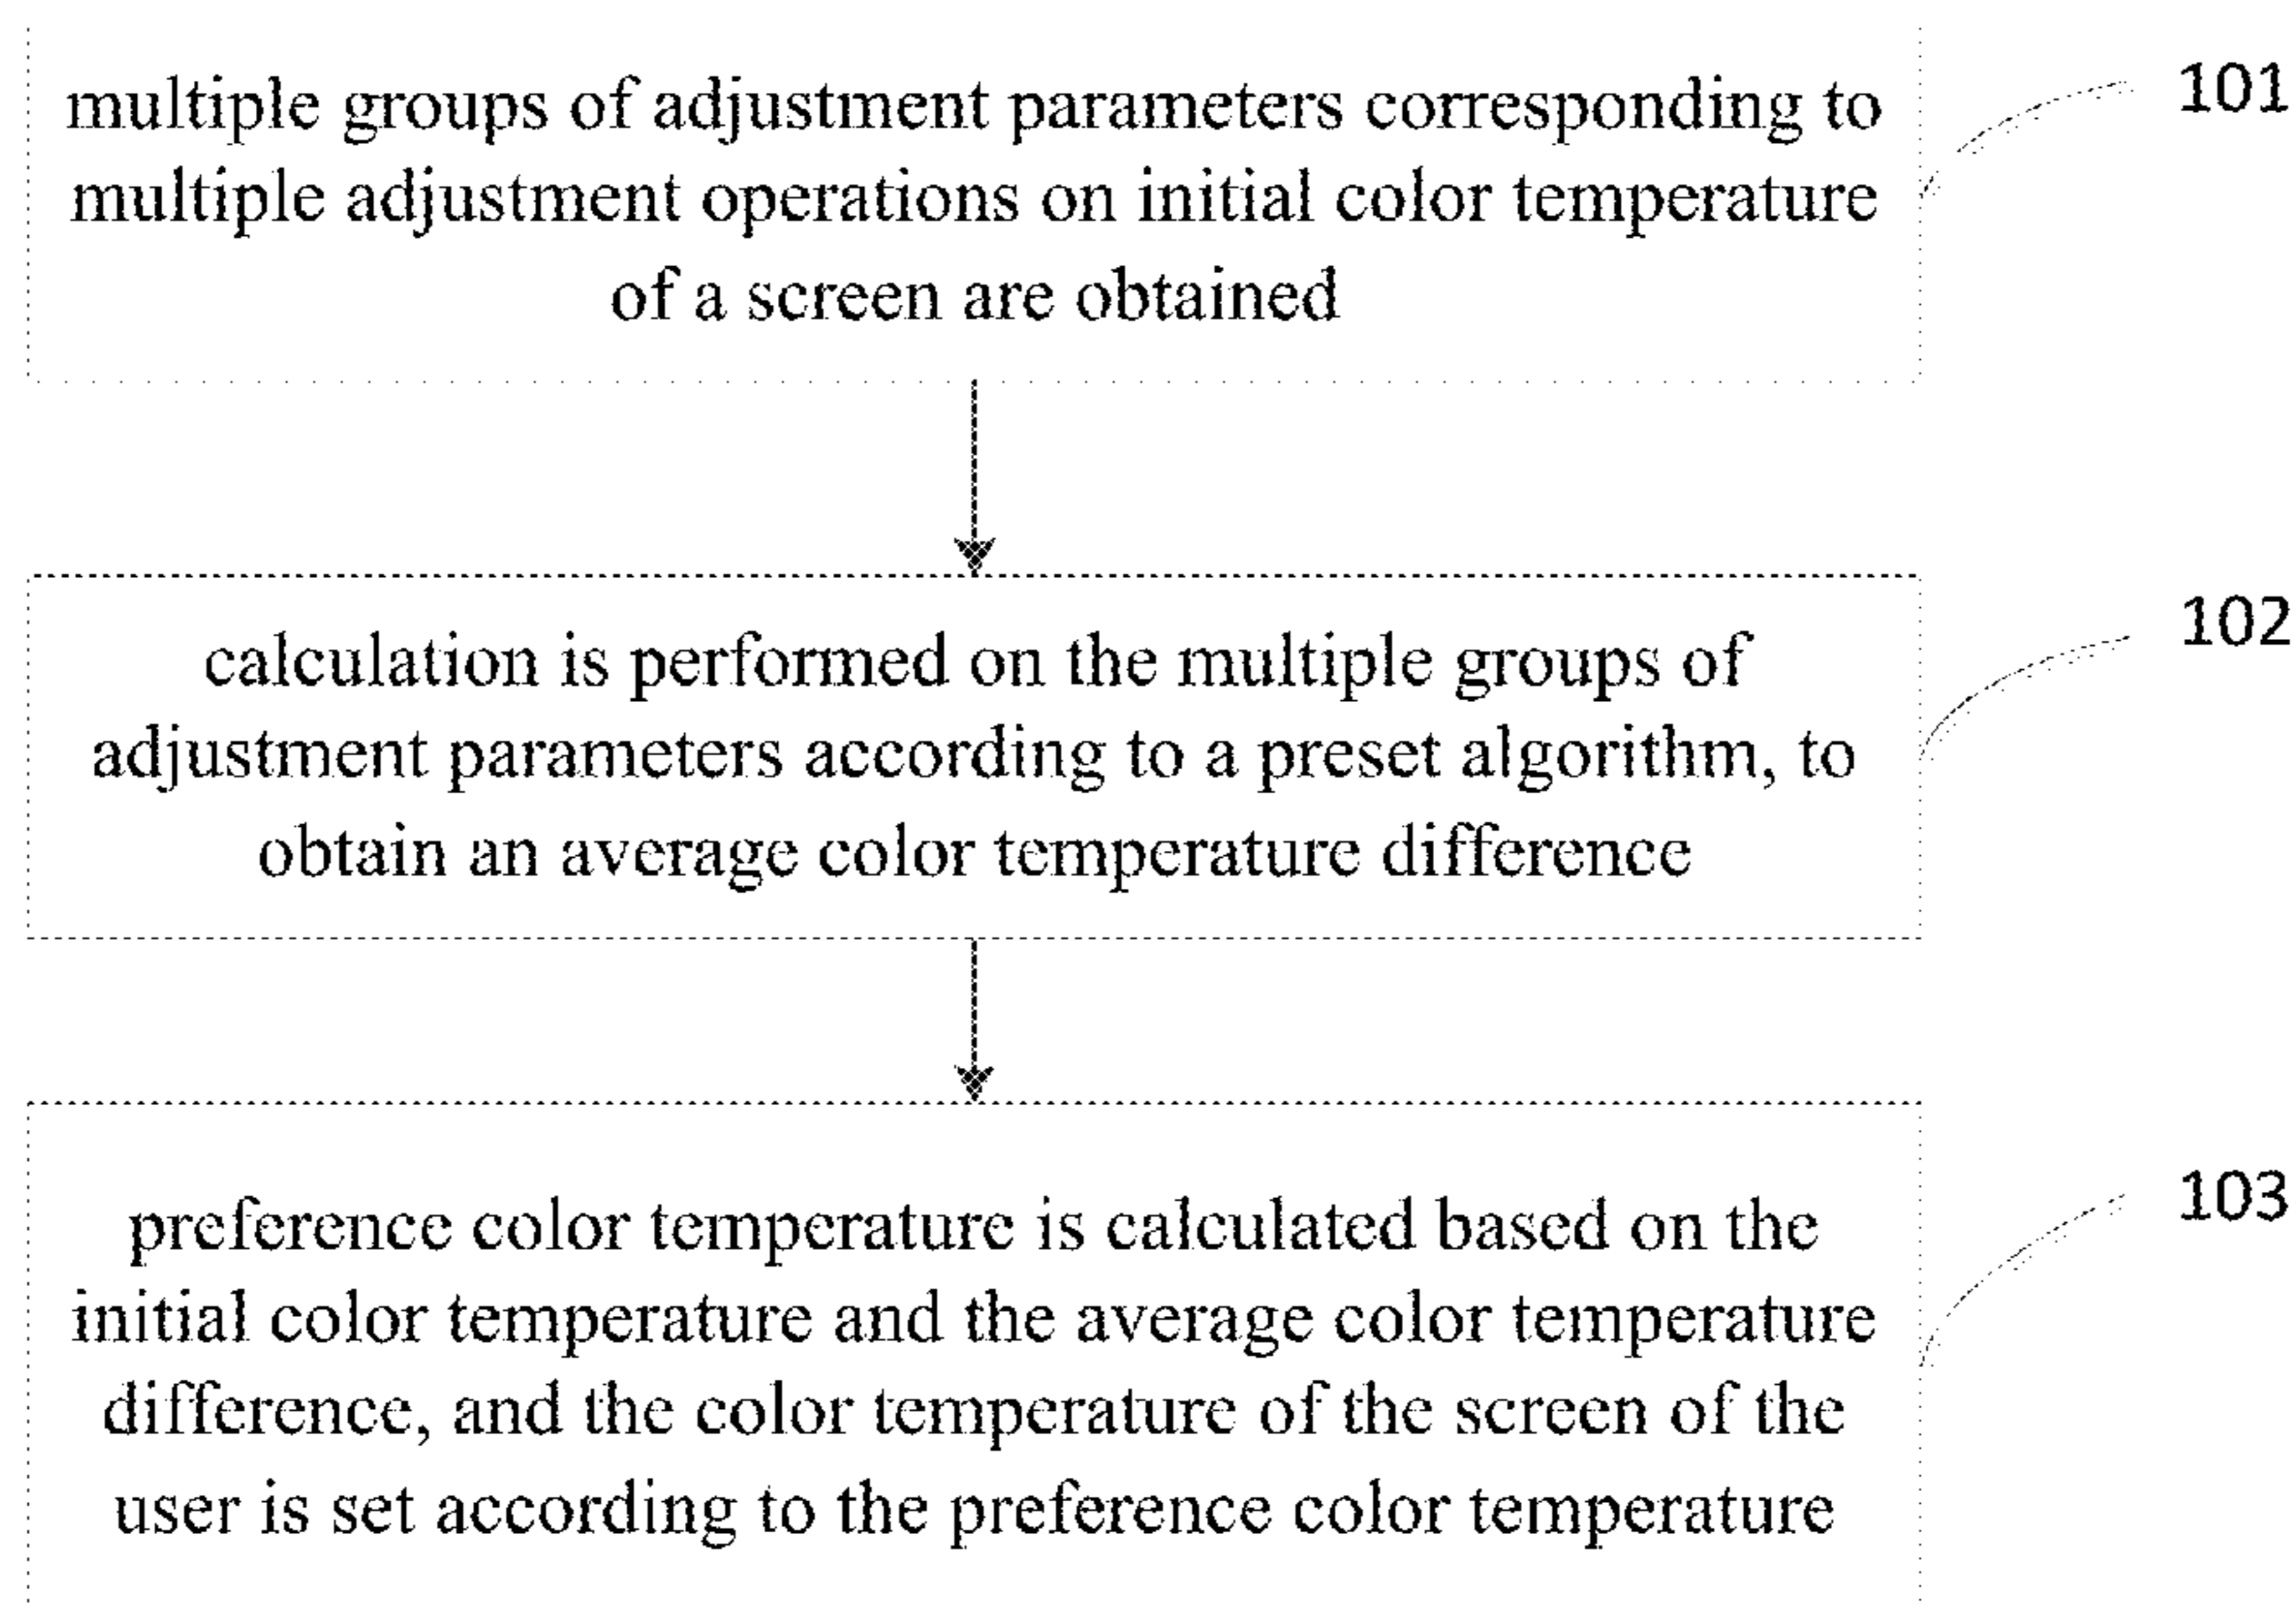 multiple groups of adjustment parameters corresponding to
multiple adjustment operations on initial color temperature
of a screen are obtained
101
calculation is performed on the multiple groups of
adjustment parameters according to a preset algorithm, to
obtain an average color temperature difference
102
preference color temperature is calculated based on the
initial color temperature and the average color temperature
difference, and the color temperature of the screen of the
user is set according to the preference color temperature
103